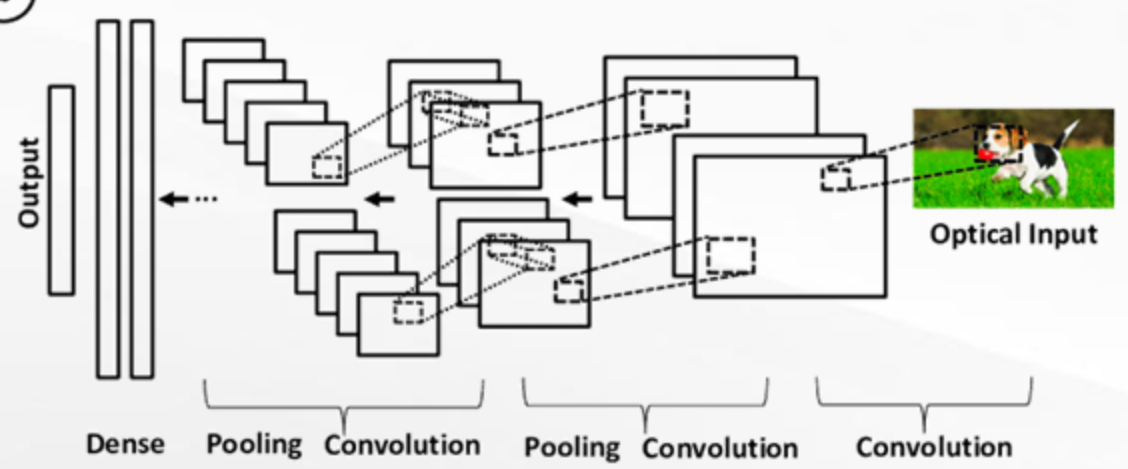 Output
Optical Input
Dense
Pooling
Convolution
Pooling
Convolution
Convolution